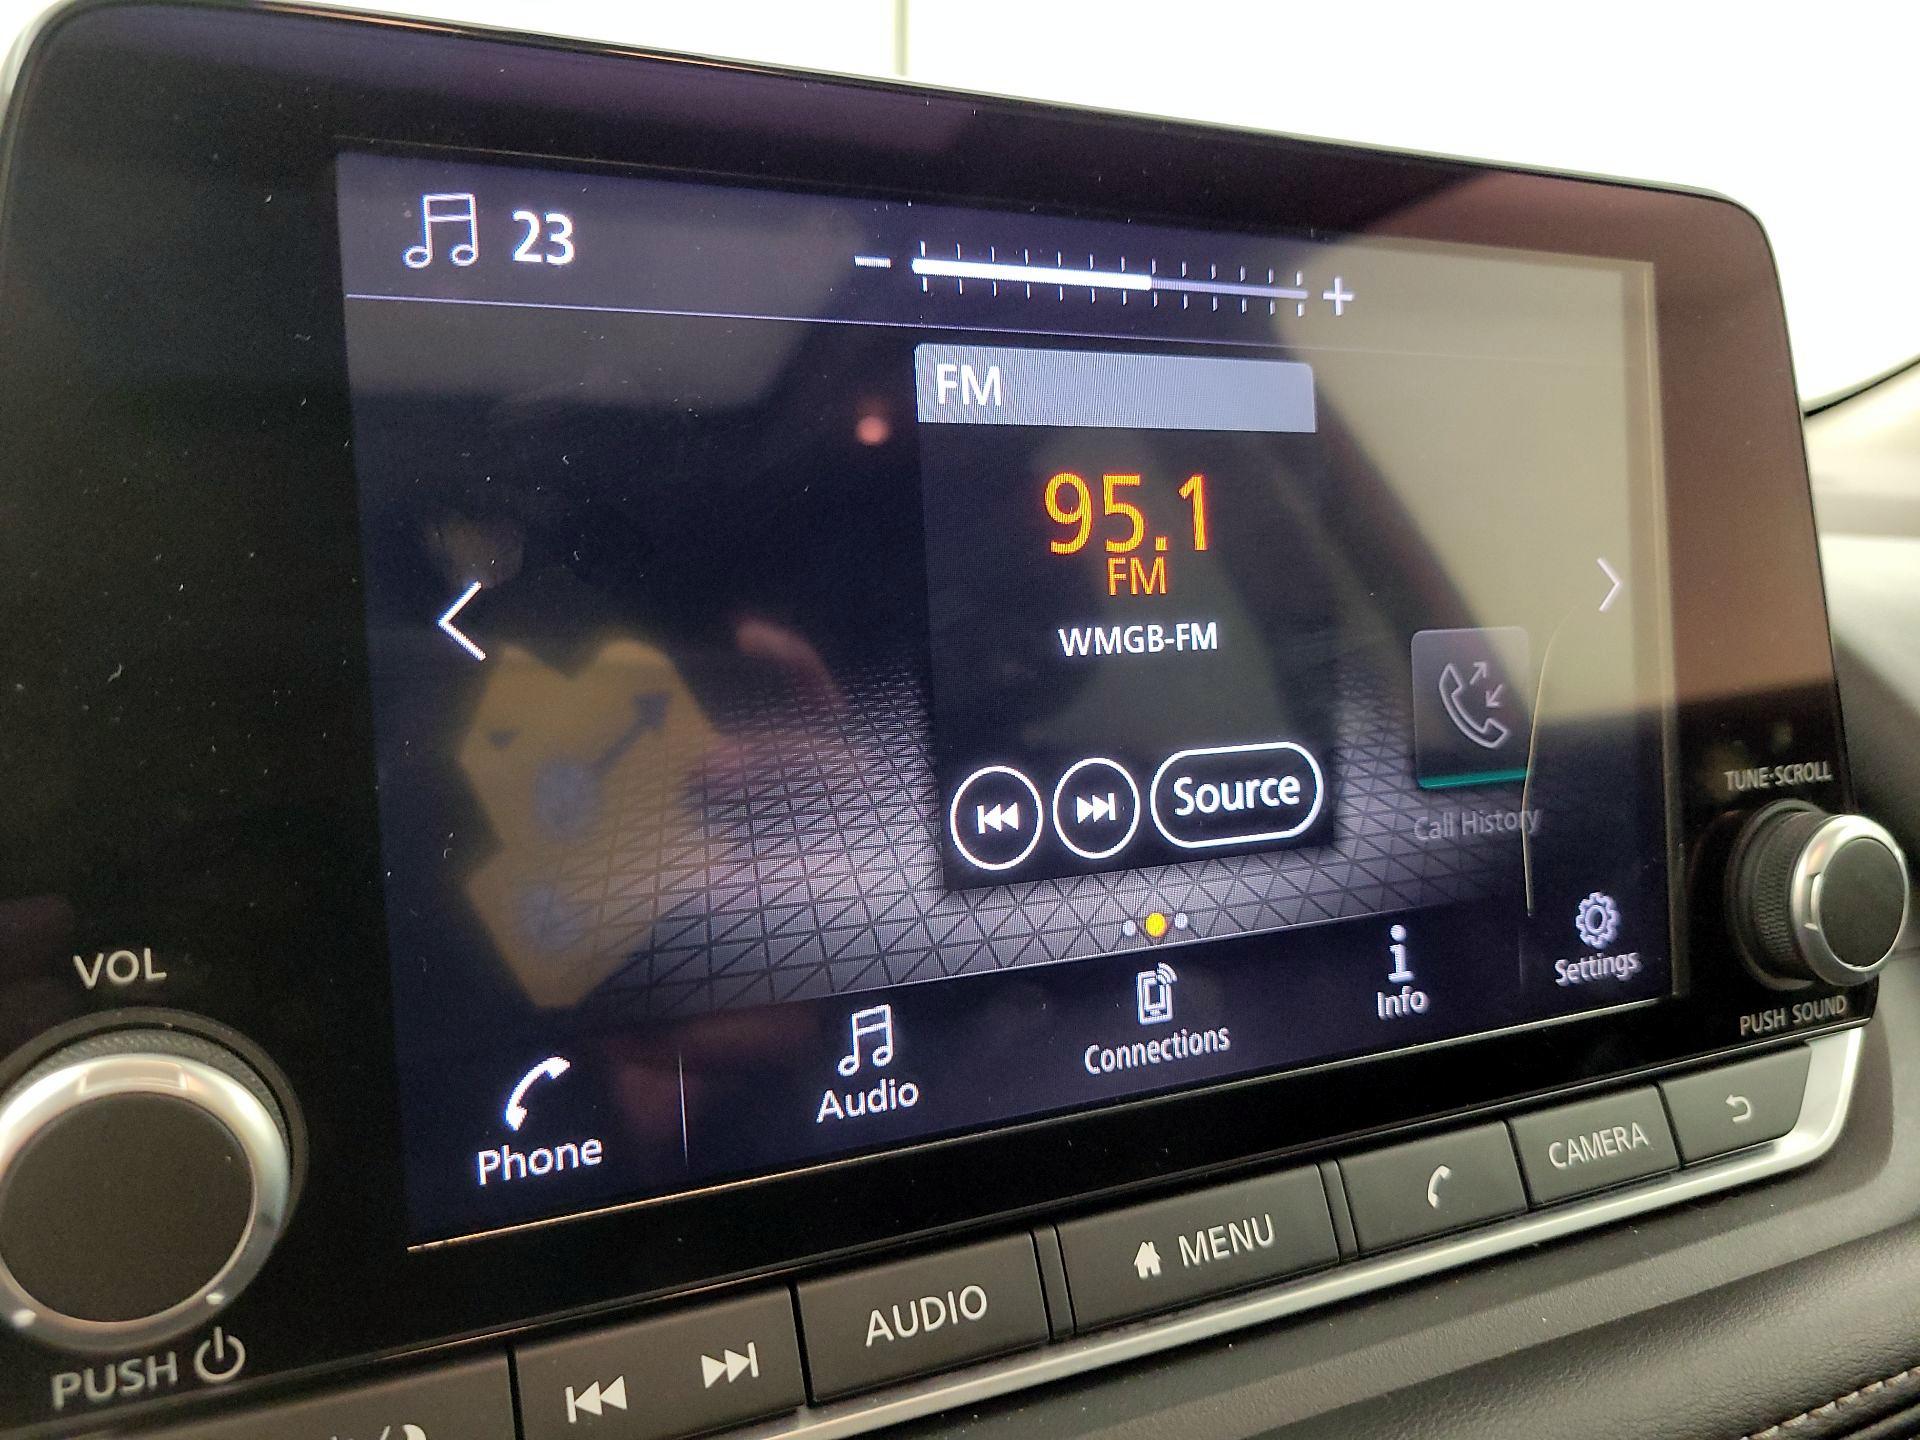 23
FM
95.1
FM
WMGB-FM
Source
Call History
Phone
Audio
Connections
Info
Settings
VOL
PUSH
TUNE·SCROLL
PUSH SOUND
AUDIO
MENU
CAMERA